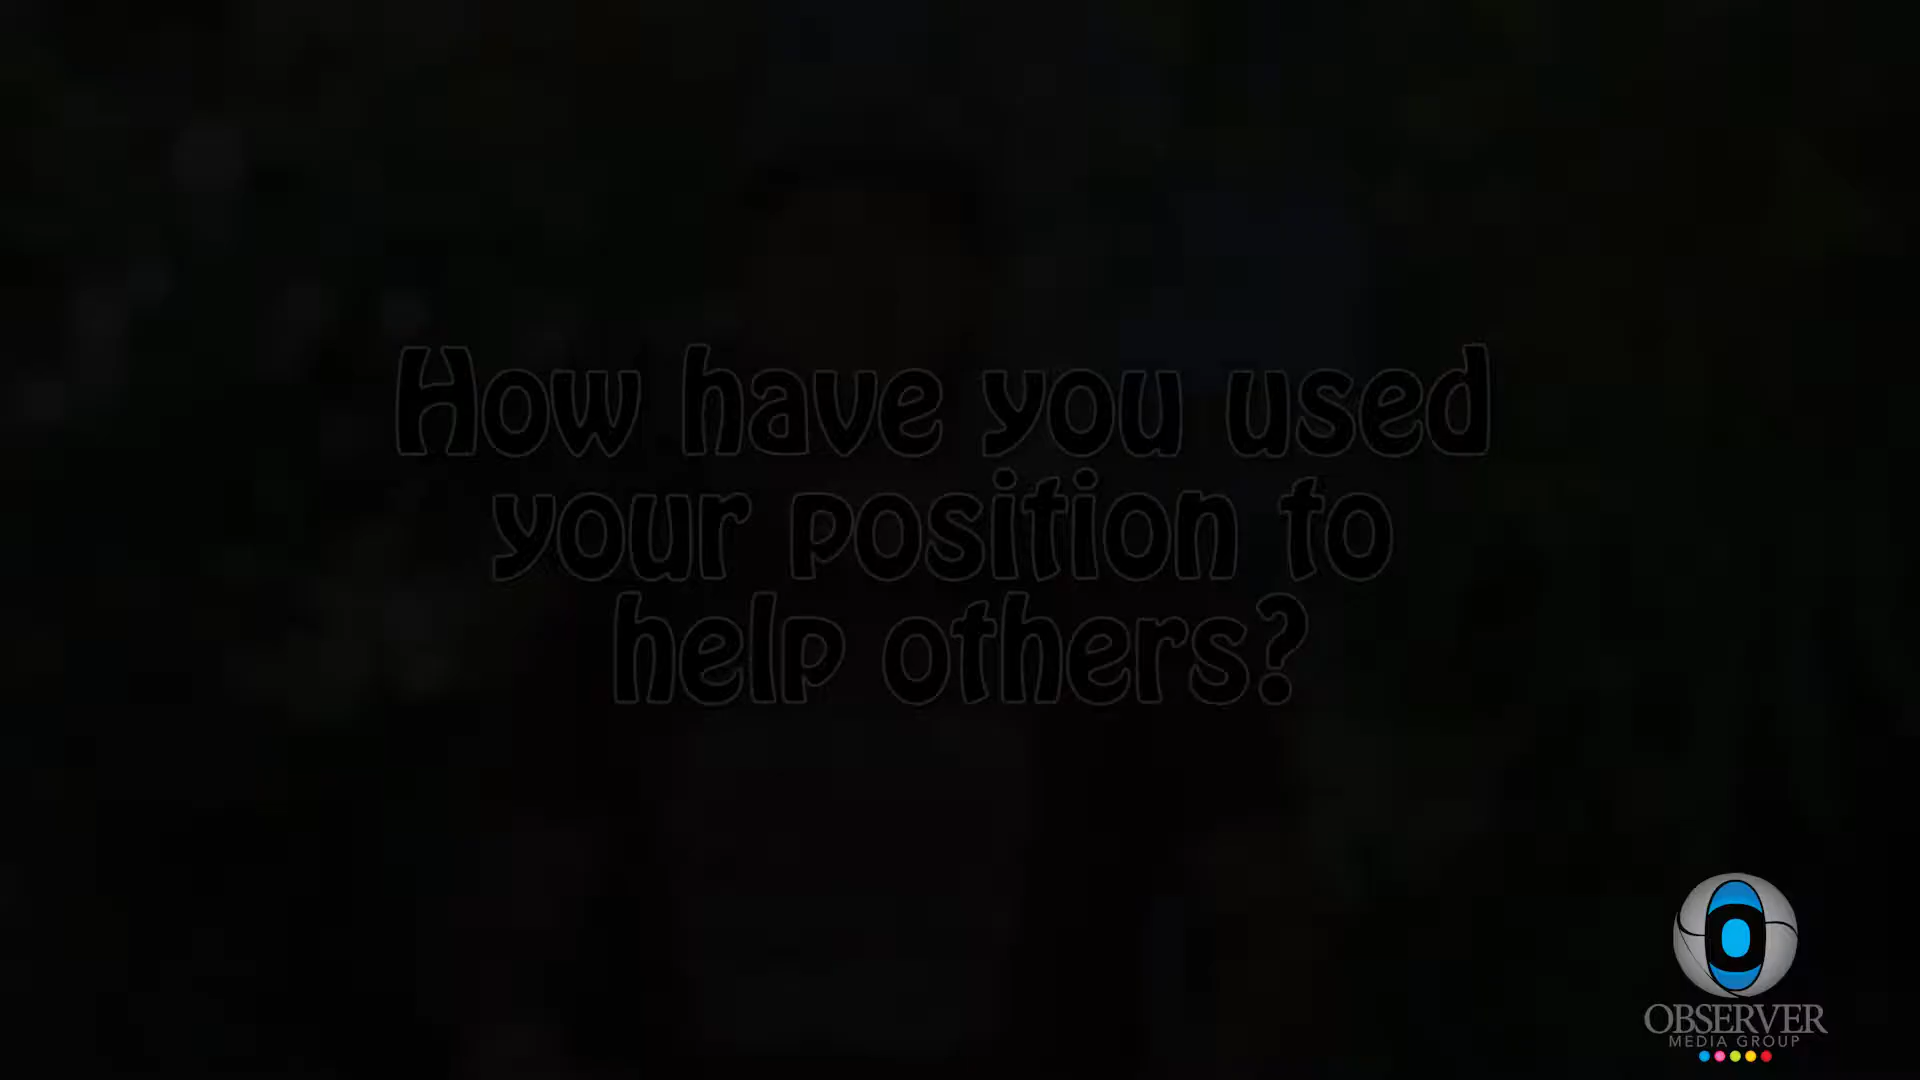 How have you used
your position to
help others?
OBSERVER
MEDIA GROUP